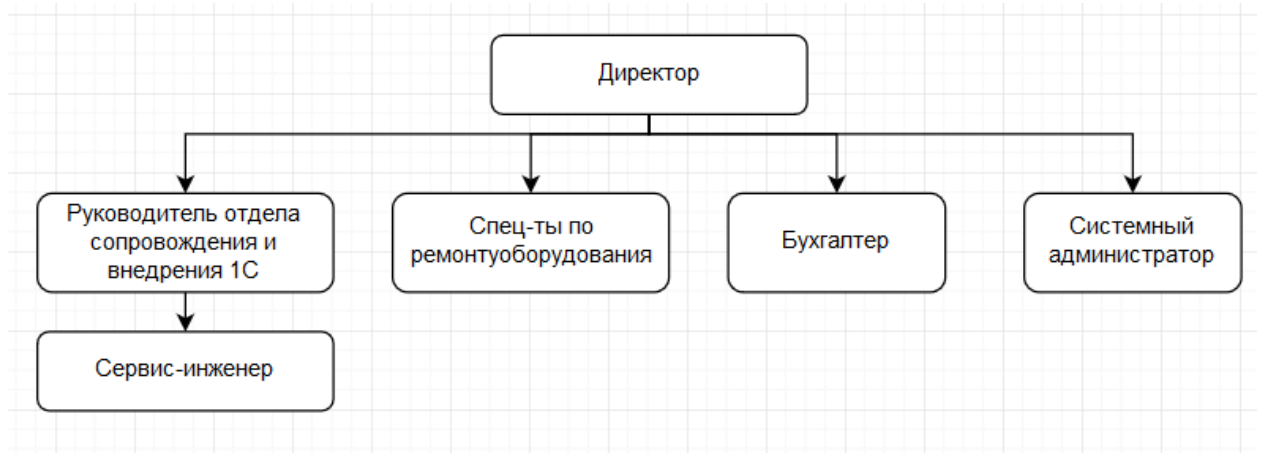 Директор
Руководитель отдела
сопровождения и
внедрения 1С
Спец-ты по
ремонтуоборудования
Бухгалтер
Системный
администратор
Сервис-инженер